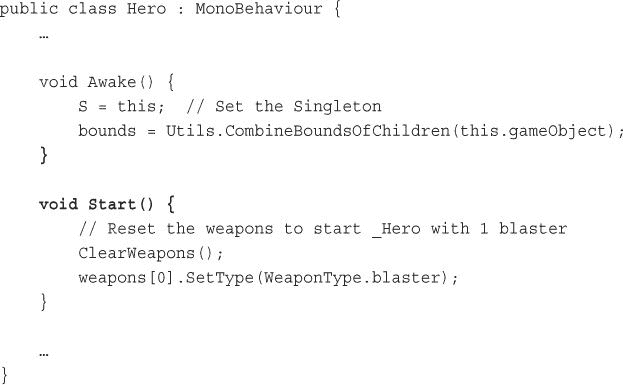 public class Hero : MonoBehaviour {
    …
    void Awake() {
        S = this;  // Set the Singleton
        bounds = Utils.CombineBoundsOfChildren(this.gameObject);
    }
    void Start() {
        // Reset the weapons to start _Hero with 1 blaster
        ClearWeapons();
        weapons[0].SetType(WeaponType.blaster);
    }
    …
}